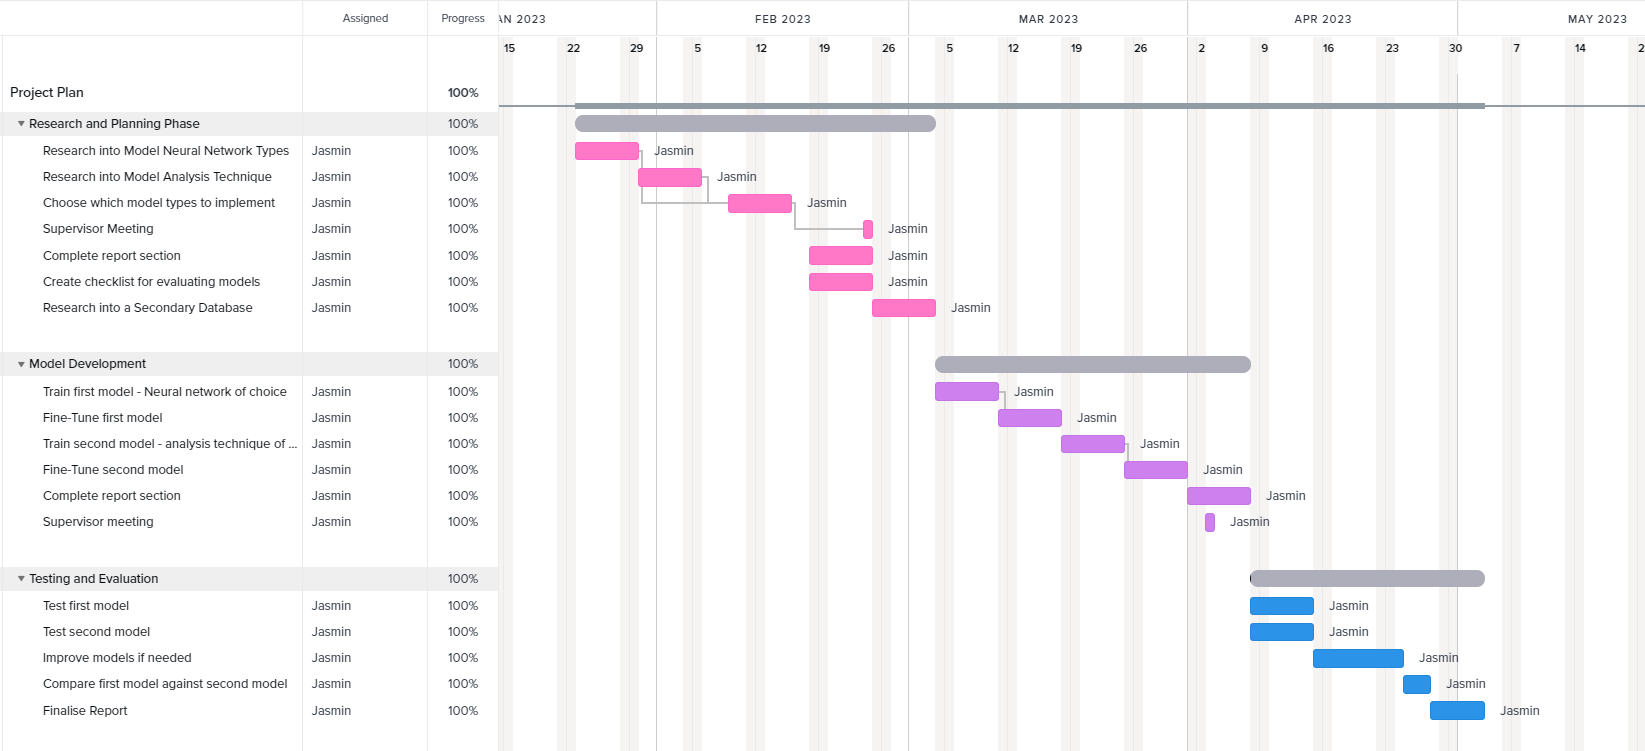 Assigned Progress AN 2023 FEB 2023 MAR 2023 APR 2023 MAY 2023
15 22 29 5 12 19 26 5 12 19 26 2 9 16 23 30 7 14 2
Project Plan 100%
Research and Planning Phase 100%
Research into Model Neural Network Types Jasmin 100% Jasmin
Research into Model Analysis Technique Jasmin 100% Jasmin
Choose which model types to implement Jasmin 100% Jasmin
Supervisor Meeting Jasmin 100% Jasmin
Complete report section Jasmin 100% Jasmin
Create checklist for evaluating models Jasmin 100% Jasmin
Research into a Secondary Database Jasmin 100% Jasmin
Model Development 100%
Train first model - Neural network of choice Jasmin 100% Jasmin
Fine-Tune first model Jasmin 100% Jasmin
Train second model - analysis technique of ... Jasmin 100% Jasmin
Fine-Tune second model Jasmin 100% Jasmin
Complete report section Jasmin 100% Jasmin
Supervisor meeting Jasmin 100% Jasmin
Testing and Evaluation 100%
Test first model Jasmin 100% Jasmin
Test second model Jasmin 100% Jasmin
Improve models if needed Jasmin 100% Jasmin
Compare first model against second model Jasmin 100% Jasmin
Finalise Report Jasmin 100% Jasmin